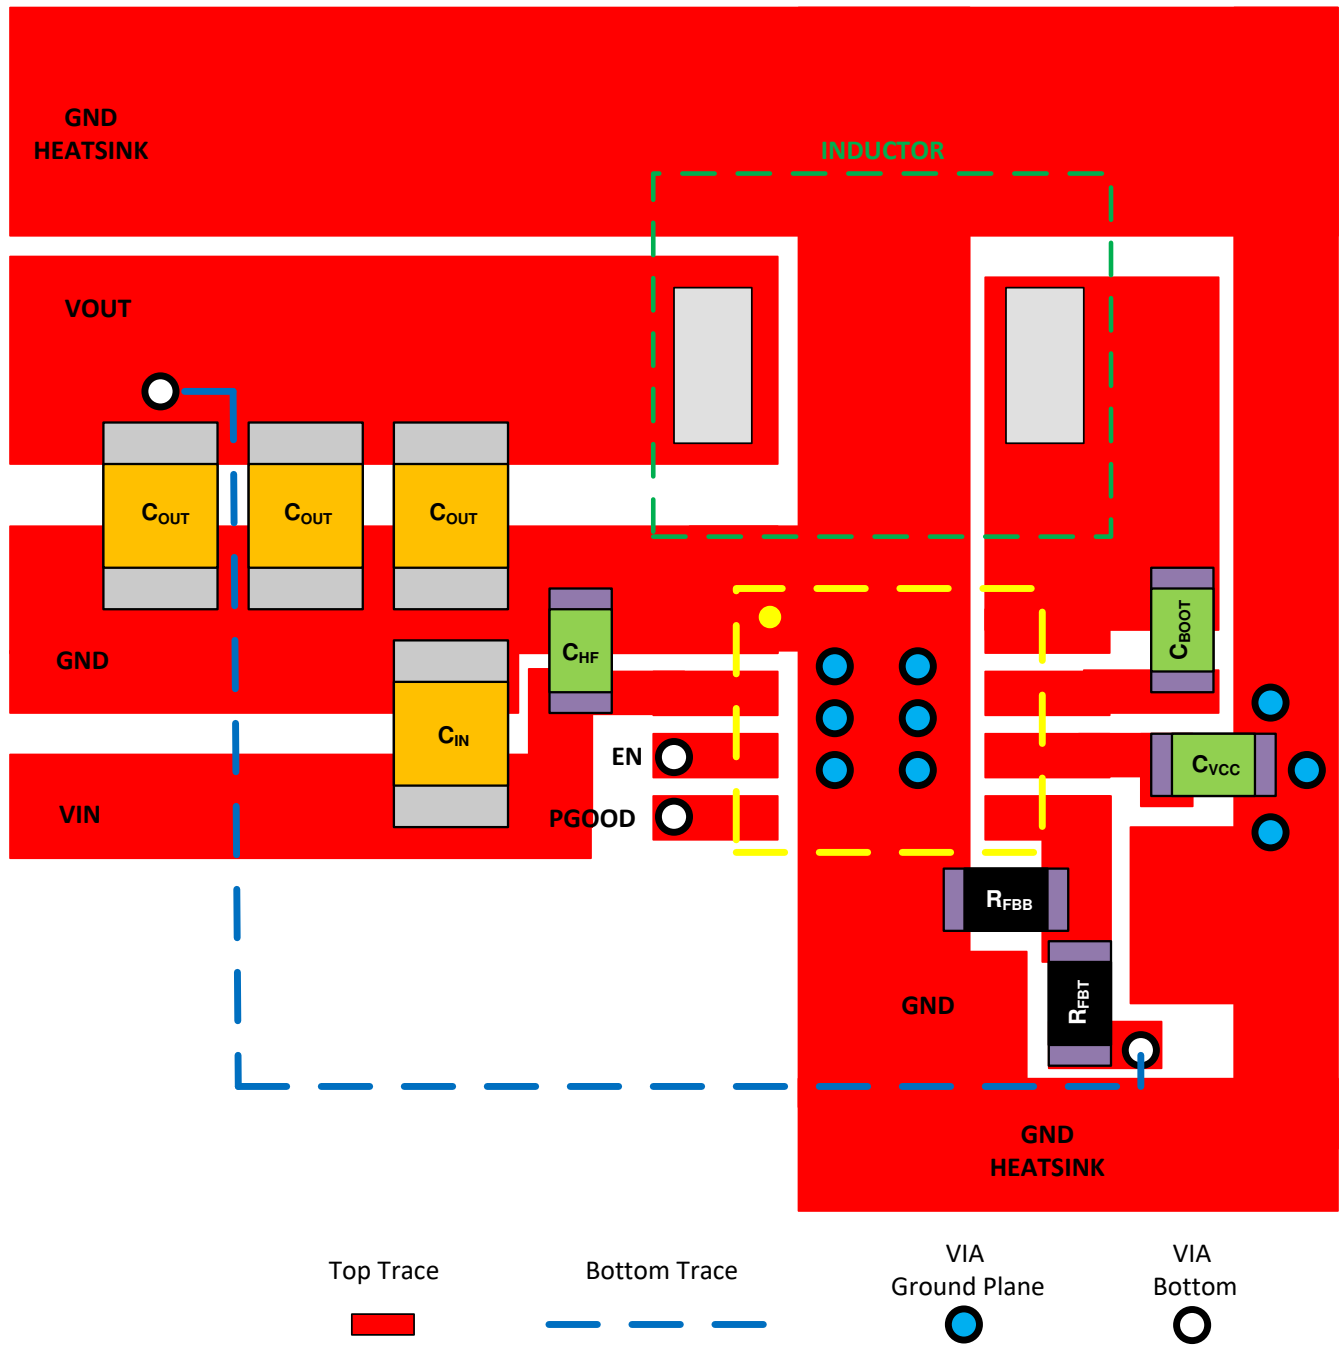 GND
HEATSINK
INDUCTOR
VOUT
COUT
COUT
COUT
GND
CHF
CBOOT
CIN
EN
CVCC
VIN
PGOOD
RFBB
GND
RFBT
GND
HEATSINK
Top Trace
Bottom Trace
VIA
Ground Plane
VIA
Bottom